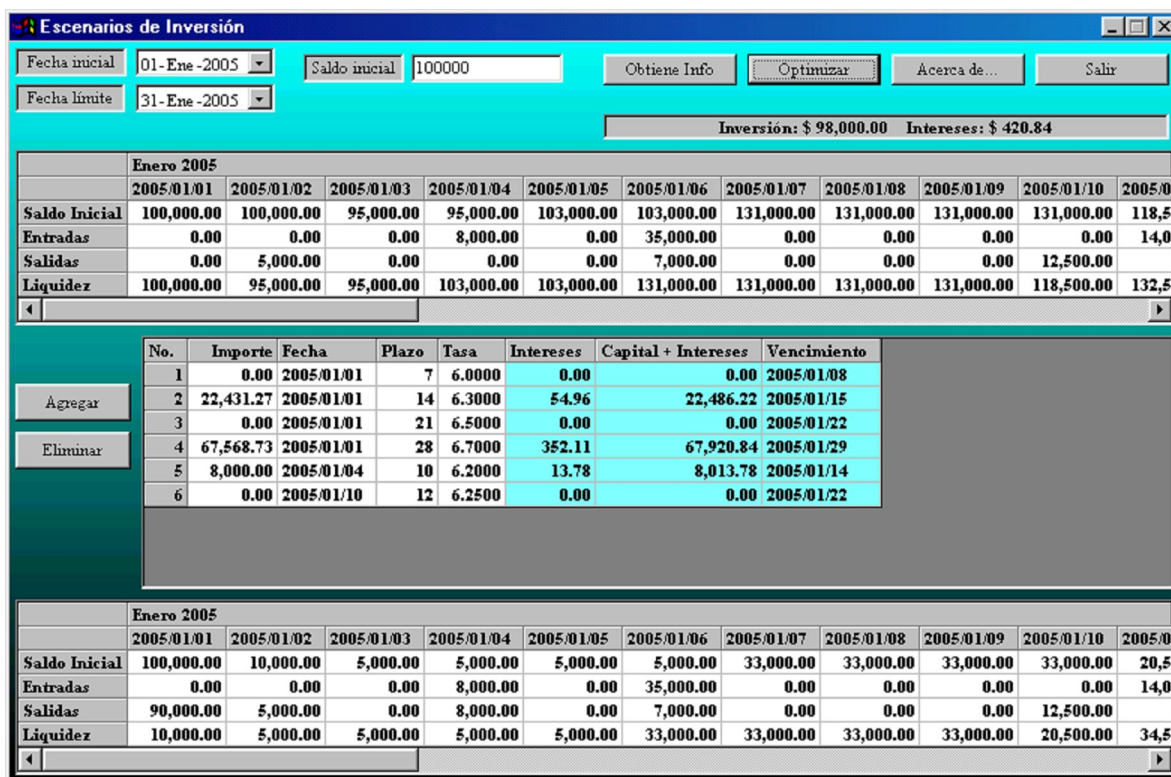 Escenarios de Inversión
Fecha inicial 01-Ene-2005 Saldo inicial 100000 Obtiene Info Optimizar Acerca de... Salir
Fecha límite 31-Ene-2005
Inversión: $ 98,000.00 Intereses: $ 420.84
Enero 2005
2005/01/01 2005/01/02 2005/01/03 2005/01/04 2005/01/05 2005/01/06 2005/01/07 2005/01/08 2005/01/09 2005/01/10 2005/0
Saldo Inicial 100,000.00 100,000.00 95,000.00 95,000.00 103,000.00 103,000.00 131,000.00 131,000.00 131,000.00 131,000.00 118,5
Entradas 0.00 0.00 0.00 8,000.00 0.00 35,000.00 0.00 0.00 0.00 0.00 14,0
Salidas 0.00 5,000.00 0.00 0.00 0.00 7,000.00 0.00 0.00 0.00 12,500.00
Liquidez 100,000.00 95,000.00 95,000.00 103,000.00 103,000.00 131,000.00 131,000.00 131,000.00 131,000.00 118,500.00 132,5
No. Importe Fecha Plazo Tasa Intereses Capital + Intereses Vencimiento
1 0.00 2005/01/01 7 6.0000 0.00 0.00 2005/01/08
Agregar 2 22,431.27 2005/01/01 14 6.3000 54.96 22,486.22 2005/01/15
3 0.00 2005/01/01 21 6.5000 0.00 0.00 2005/01/22
Eliminar 4 67,568.73 2005/01/01 28 6.7000 352.11 67,920.84 2005/01/29
5 8,000.00 2005/01/04 10 6.2000 13.78 8,013.78 2005/01/14
6 0.00 2005/01/10 12 6.2500 0.00 0.00 2005/01/22
Enero 2005
2005/01/01 2005/01/02 2005/01/03 2005/01/04 2005/01/05 2005/01/06 2005/01/07 2005/01/08 2005/01/09 2005/01/10 2005/0
Saldo Inicial 100,000.00 10,000.00 5,000.00 5,000.00 5,000.00 5,000.00 33,000.00 33,000.00 33,000.00 33,000.00 20,5
Entradas 0.00 0.00 0.00 8,000.00 0.00 35,000.00 0.00 0.00 0.00 0.00 14,0
Salidas 90,000.00 5,000.00 0.00 8,000.00 0.00 7,000.00 0.00 0.00 0.00 12,500.00
Liquidez 10,000.00 5,000.00 5,000.00 5,000.00 5,000.00 33,000.00 33,000.00 33,000.00 33,000.00 20,500.00 34,5